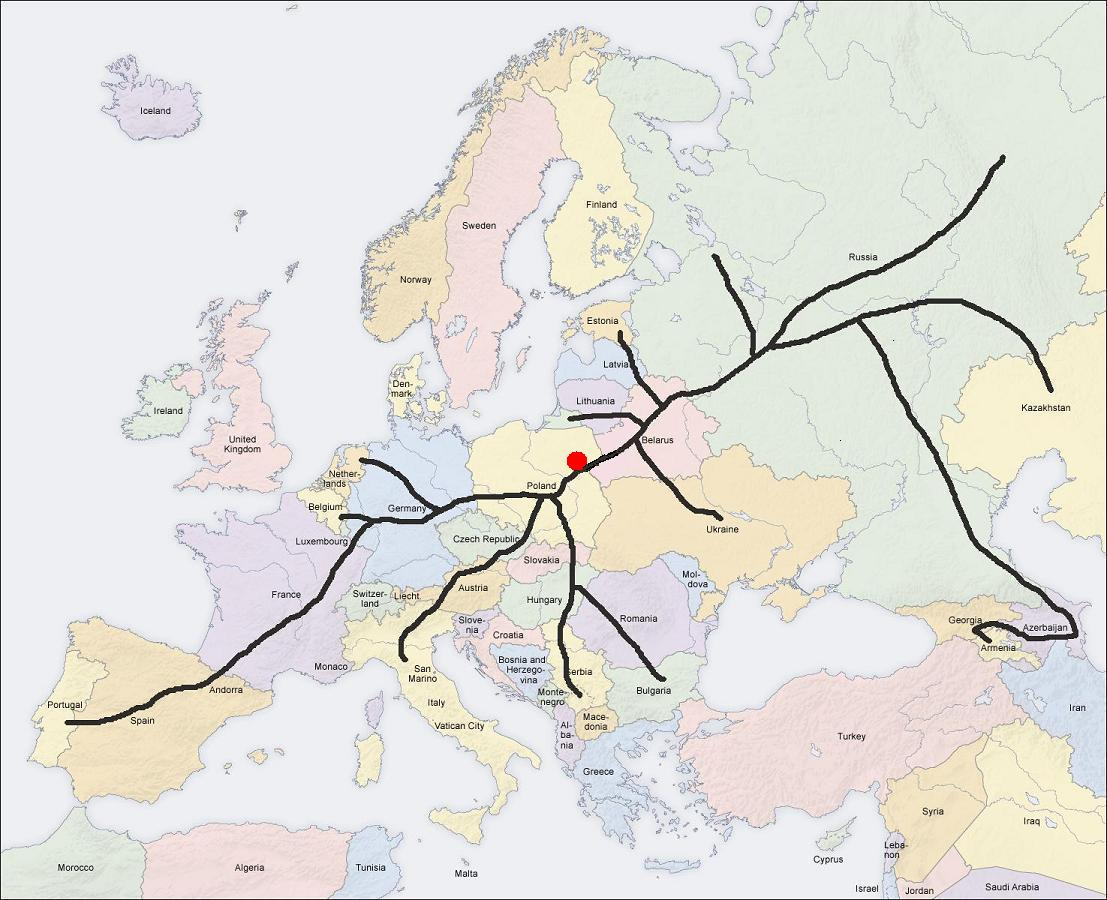 Iceland
Finland
Sweden
Russia
Norway
Estonia
Latvia
Den-
mark
Lithuania
Ireland
Kazakhstan
United
Kingdom
Belarus
Nether-
lands
Poland
Belgium
Germany
Ukraine
Luxembourg
Czech Republic
Slovakia
Mol-
dova
Austria
France
Switzer-
land
Liecht
Hungary
Romania
Georgia
Slove-
nia
Croatia
Azerbaijan
Armenia
Monaco
San
Marino
Bosnia and
Herzego-
vina
Serbia
Andorra
Bulgaria
Monte-
negro
Portugal
Spain
Italy
Iran
Vatican City
Mace-
donia
Al-
ba-
nia
Turkey
Greece
Syria
Iraq
Leba-
non
Cyprus
Morocco
Algeria
Tunisia
Malta
Israel
Jordan
Saudi Arabia